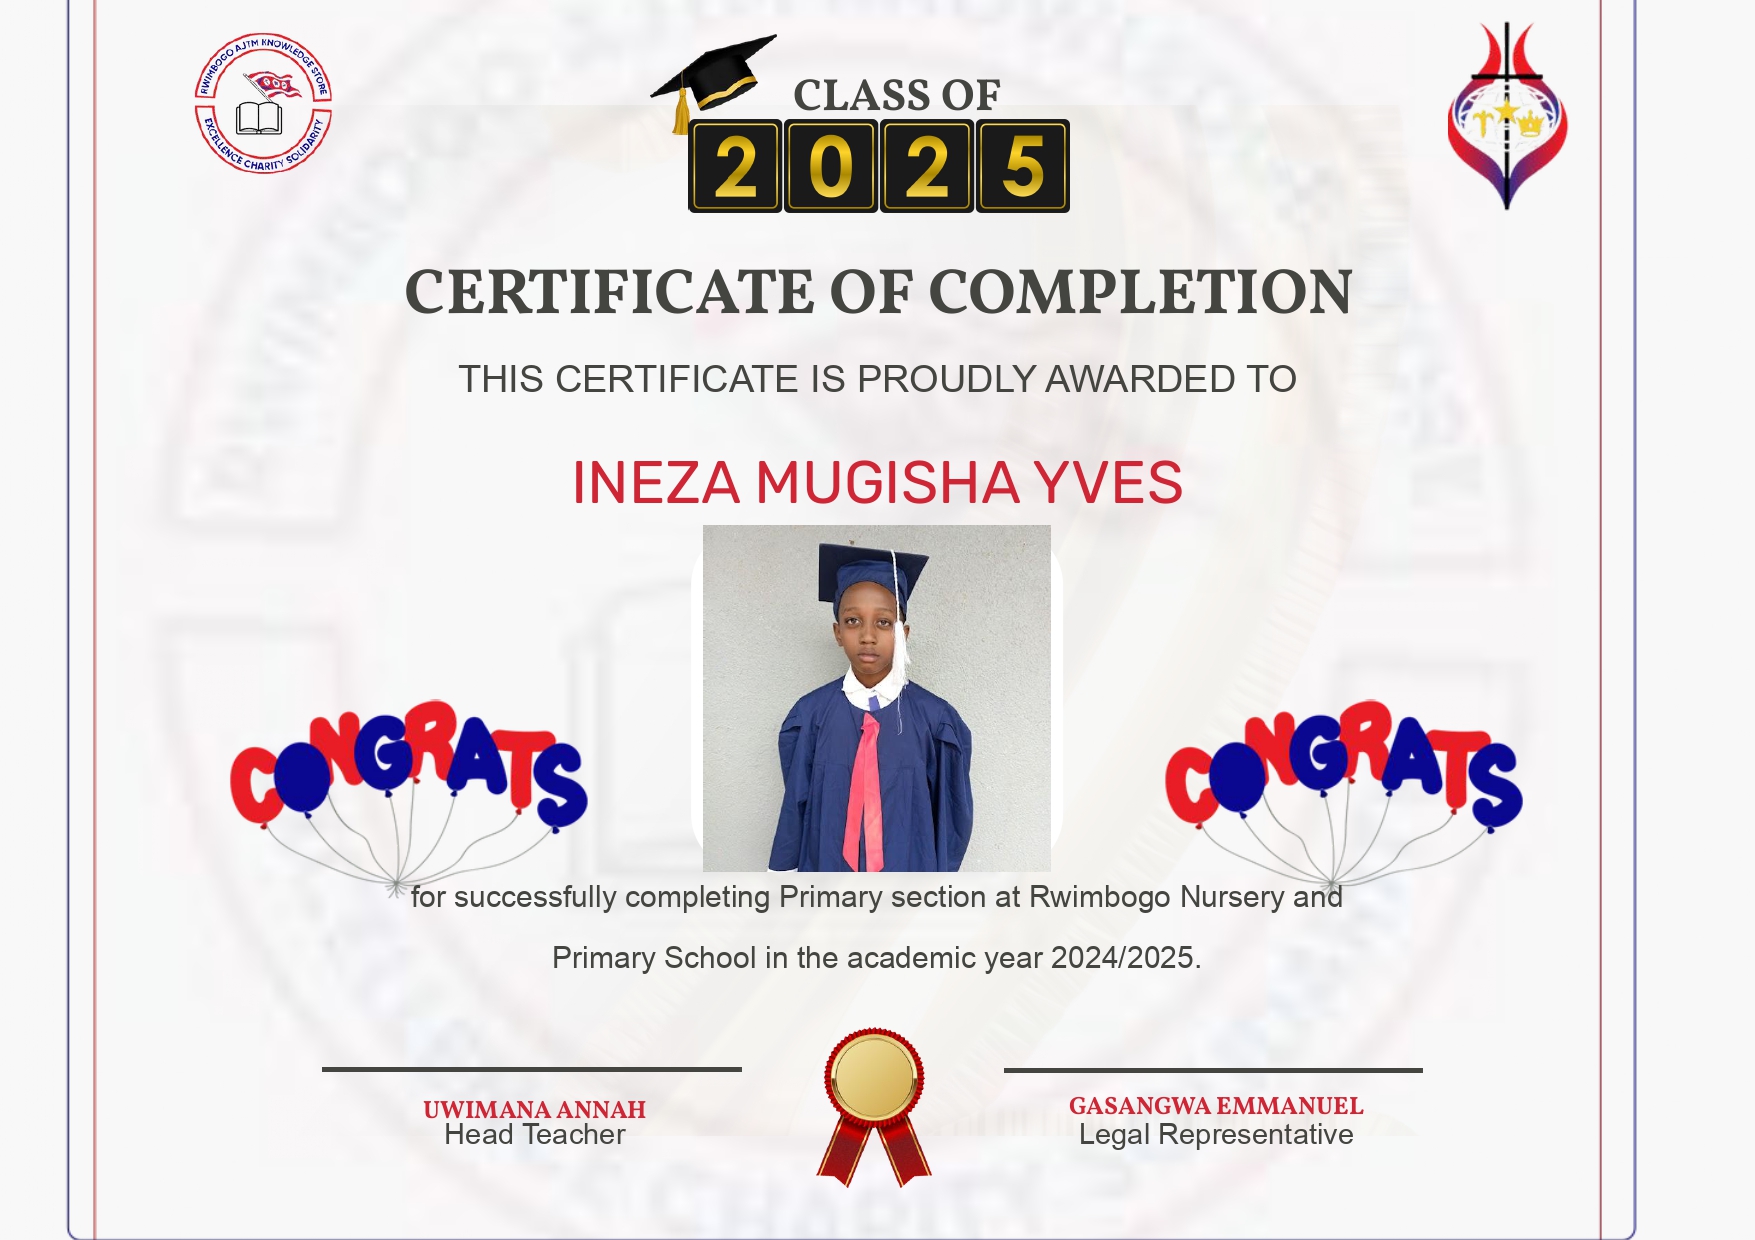 RWIMBOGO AJTM KNOWLEDGE STORE
EXCELLENCE CHARITY SOLIDARITY
CLASS OF
2025
CERTIFICATE OF COMPLETION
THIS CERTIFICATE IS PROUDLY AWARDED TO
INEZA MUGISHA YVES
CONGRATS
CONGRATS
for successfully completing Primary section at Rwimbogo Nursery and
Primary School in the academic year 2024/2025.
UWIMANA ANNAH
Head Teacher
GASANGWA EMMANUEL
Legal Representative